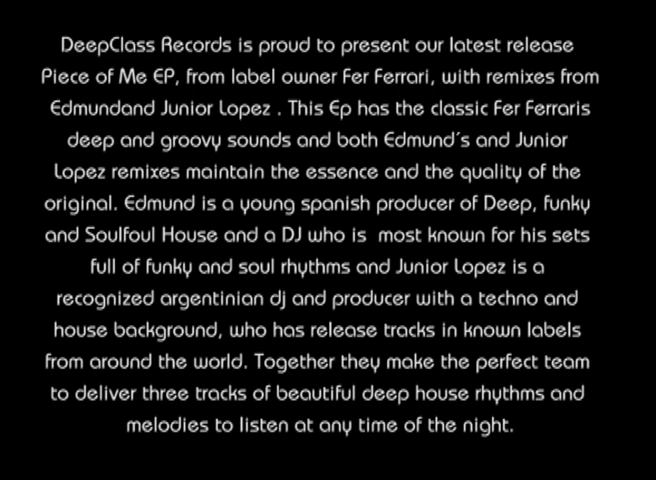 DeepClass Records is proud to present our latest release
Piece of Me EP, from label owner Fer Ferrari, with remixes from
Edmundand Junior Lopez . This Ep has the classic Fer Ferraris
deep and groovy sounds and both Edmund´s and Junior
Lopez remixes maintain the essence and the quality of the
original. Edmund is a young spanish producer of Deep, funky
and Soulfoul House and a DJ who is  most known for his sets
full of funky and soul rhythms and Junior Lopez is a
recognized argentinian dj and producer with a techno and
house background, who has release tracks in known labels
from around the world. Together they make the perfect team
to deliver three tracks of beautiful deep house rhythms and
melodies to listen at any time of the night.